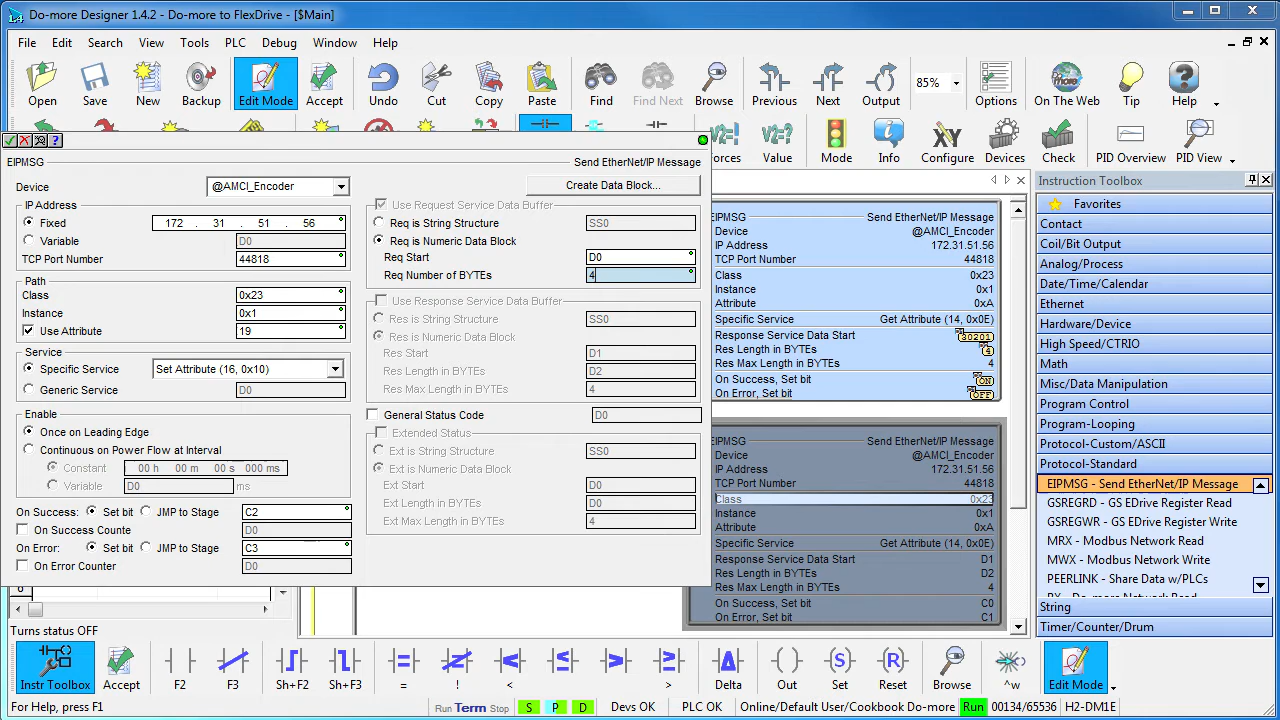 Do-more Designer 1.4.2 - Do-more to FlexDrive - [$Main]
File Edit Search View Tools PLC Debug Window Help
Open Save New Backup Edit Mode Accept Undo Cut Copy Paste Find Find Next Browse Previous Next Output 85% Options On The Web Tip Help
Value Mode Info Configure Devices Check PID Overview PID View
EIPMSG Send EtherNet/IP Message
Device @AMCI_Encoder Create Data Block...
IP Address
Fixed 172 . 31 . 51 . 56
Variable D0
TCP Port Number 44818
Path
Class 0x23
Instance 0x1
Use Attribute 19
Service
Specific Service Set Attribute (16, 0x10)
Generic Service D0
Enable
Once on Leading Edge
Continuous on Power Flow at Interval
Constant 00 h 00 m 00 s 000 ms
Variable D0 ms
On Success: Set bit JMP to Stage C2
On Success Counte D0
On Error: Set bit JMP to Stage C3
On Error Counter D0
Use Request Service Data Buffer
Req is String Structure SS0
Req is Numeric Data Block
Req Start D0
Req Number of BYTEs 4
Use Response Service Data Buffer
Res is String Structure SS0
Res is Numeric Data Block
Res Start D1
Res Length in BYTEs D2
Res Max Length in BYTEs 4
General Status Code D0
Extended Status
Ext is String Structure SS0
Ext is Numeric Data Block
Ext Start D0
Ext Length in BYTEs D0
Ext Max Length in BYTEs 4
EIPMSG Send EtherNet/IP Message
Device @AMCI_Encoder
IP Address 172.31.51.56
TCP Port Number 44818
Class 0x23
Instance 0x1
Attribute 0xA
Specific Service Get Attribute (14, 0x0E)
Response Service Data Start 30201
Res Length in BYTEs 4
Res Max Length in BYTEs 4
On Success, Set bit ON
On Error, Set bit OFF
EIPMSG Send EtherNet/IP Message
Device @AMCI_Encoder
IP Address 172.31.51.56
TCP Port Number 44818
Class 0x23
Instance 0x1
Attribute 0xA
Specific Service Get Attribute (14, 0x0E)
Response Service Data Start D1
Res Length in BYTEs D2
Res Max Length in BYTEs 4
On Success, Set bit C0
On Error, Set bit C1
Instruction Toolbox
Favorites
Contact
Coil/Bit Output
Analog/Process
Date/Time/Calendar
Ethernet
Hardware/Device
High Speed/CTRIO
Math
Misc/Data Manipulation
Program Control
Program Looping
Protocol-Custom/ASCII
Protocol-Standard
EIPMSG - Send EtherNet/IP Message
GSREGRD - GS EDrive Register Read
GSREGWR - GS EDrive Register Write
MRX - Modbus Network Read
MWX - Modbus Network Write
PEERLINK - Share Data w/PLCs
String
Timer/Counter/Drum
Turns status OFF
Instr Toolbox Accept F2 F3 Sh+F2 Sh+F3 = ! < > Delta Out Set Reset Browse ^w Edit Mode
For Help, press F1 Run Term Stop S P D Devs OK PLC OK Online/Default User/Cookbook Do-more Run 00134/65536 H2-DM1E